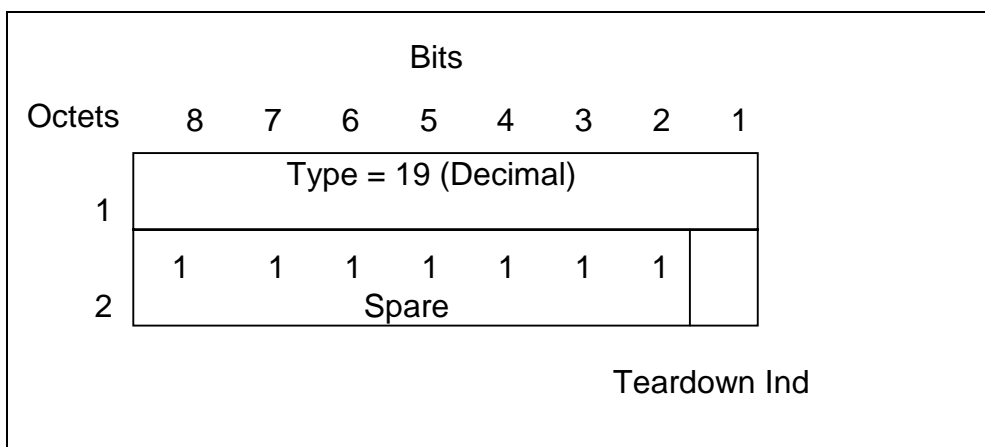 Bits
Octets 8 7 6 5 4 3 2 1
Type = 19 (Decimal)
1
1 1 1 1 1 1 1
2 Spare
Teardown Ind